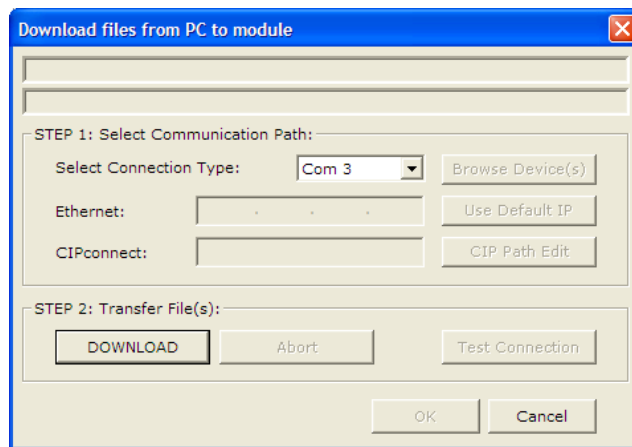 Download files from PC to module
STEP 1: Select Communication Path:
Select Connection Type: Com 3 Browse Device(s)
Ethernet: . . . Use Default IP
CIPconnect: CIP Path Edit
STEP 2: Transfer File(s):
DOWNLOAD Abort Test Connection
OK Cancel